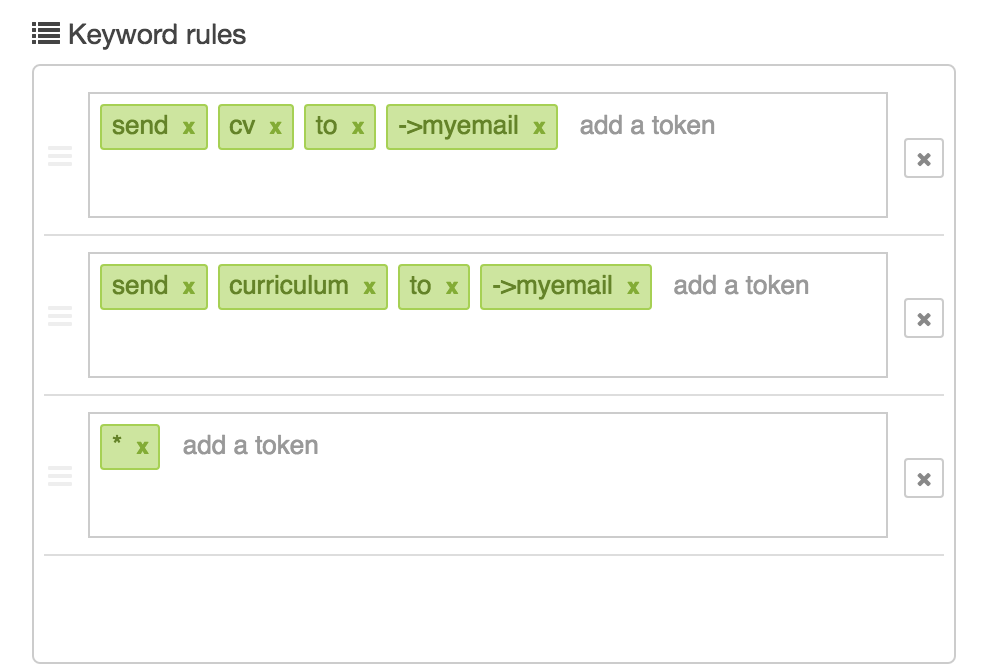 Keyword rules
send x cv x to x ->myemail x add a token
send x curriculum x to x ->myemail x add a token
* x add a token